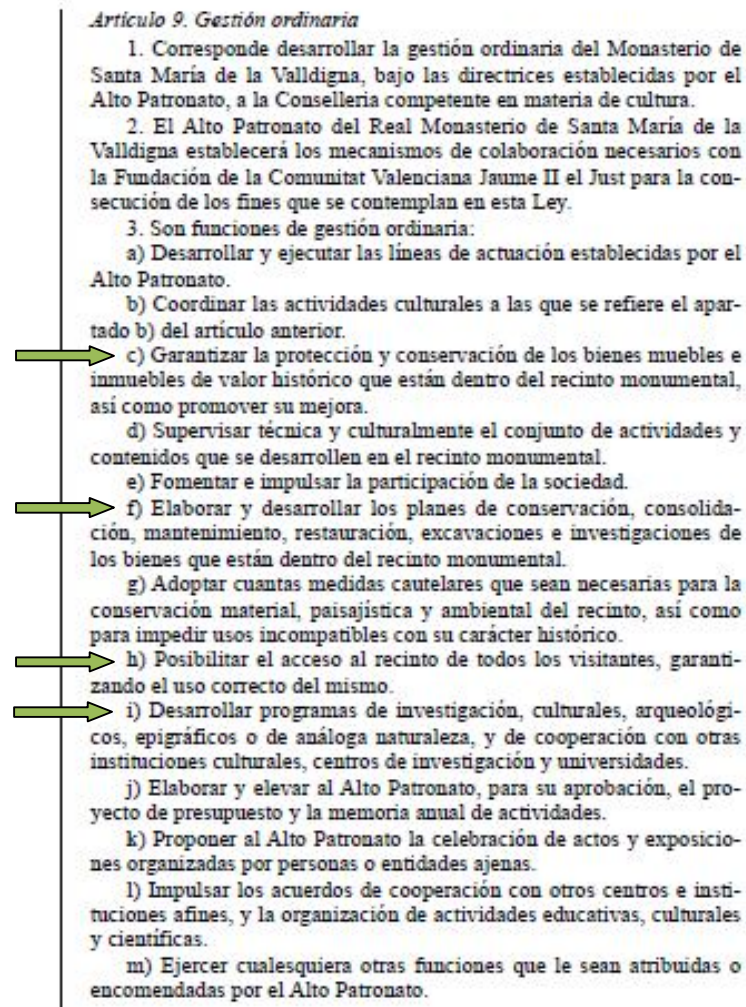 Artículo 9. Gestión ordinaria
1. Corresponde desarrollar la gestión ordinaria del Monasterio de
Santa María de la Valldigna, bajo las directrices establecidas por el
Alto Patronato, a la Conselleria competente en materia de cultura.
2. El Alto Patronato del Real Monasterio de Santa María de la
Valldigna establecerá los mecanismos de colaboración necesarios con
la Fundación de la Comunitat Valenciana Jaume II el Just para la con-
secución de los fines que se contemplan en esta Ley.
3. Son funciones de gestión ordinaria:
a) Desarrollar y ejecutar las líneas de actuación establecidas por el
Alto Patronato.
b) Coordinar las actividades culturales a las que se refiere el apar-
tado b) del artículo anterior.
c) Garantizar la protección y conservación de los bienes muebles e
inmuebles de valor histórico que están dentro del recinto monumental,
así como promover su mejora.
d) Supervisar técnica y culturalmente el conjunto de actividades y
contenidos que se desarrollen en el recinto monumental.
e) Fomentar e impulsar la participación de la sociedad.
f) Elaborar y desarrollar los planes de conservación, consolida-
ción, mantenimiento, restauración, excavaciones e investigaciones de
los bienes que están dentro del recinto monumental.
g) Adoptar cuantas medidas cautelares que sean necesarias para la
conservación material, paisajística y ambiental del recinto, así como
para impedir usos incompatibles con su carácter histórico.
h) Posibilitar el acceso al recinto de todos los visitantes, garanti-
zando el uso correcto del mismo.
i) Desarrollar programas de investigación, culturales, arqueológi-
cos, epigráficos o de análoga naturaleza, y de cooperación con otras
instituciones culturales, centros de investigación y universidades.
j) Elaborar y elevar al Alto Patronato, para su aprobación, el pro-
yecto de presupuesto y la memoria anual de actividades.
k) Proponer al Alto Patronato la celebración de actos y exposicio-
nes organizadas por personas o entidades ajenas.
l) Impulsar los acuerdos de cooperación con otros centros e insti-
tuciones afines, y la organización de actividades educativas, culturales
y científicas.
m) Ejercer cualesquiera otras funciones que le sean atribuidas o
encomendadas por el Alto Patronato.